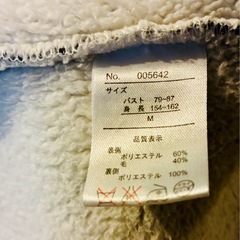 No. 005642
サイズ
バスト 79~87
身長 154~162
M
品質表示
表側
ポリエステル 60%
毛 40%
裏側
ポリエステル 100%